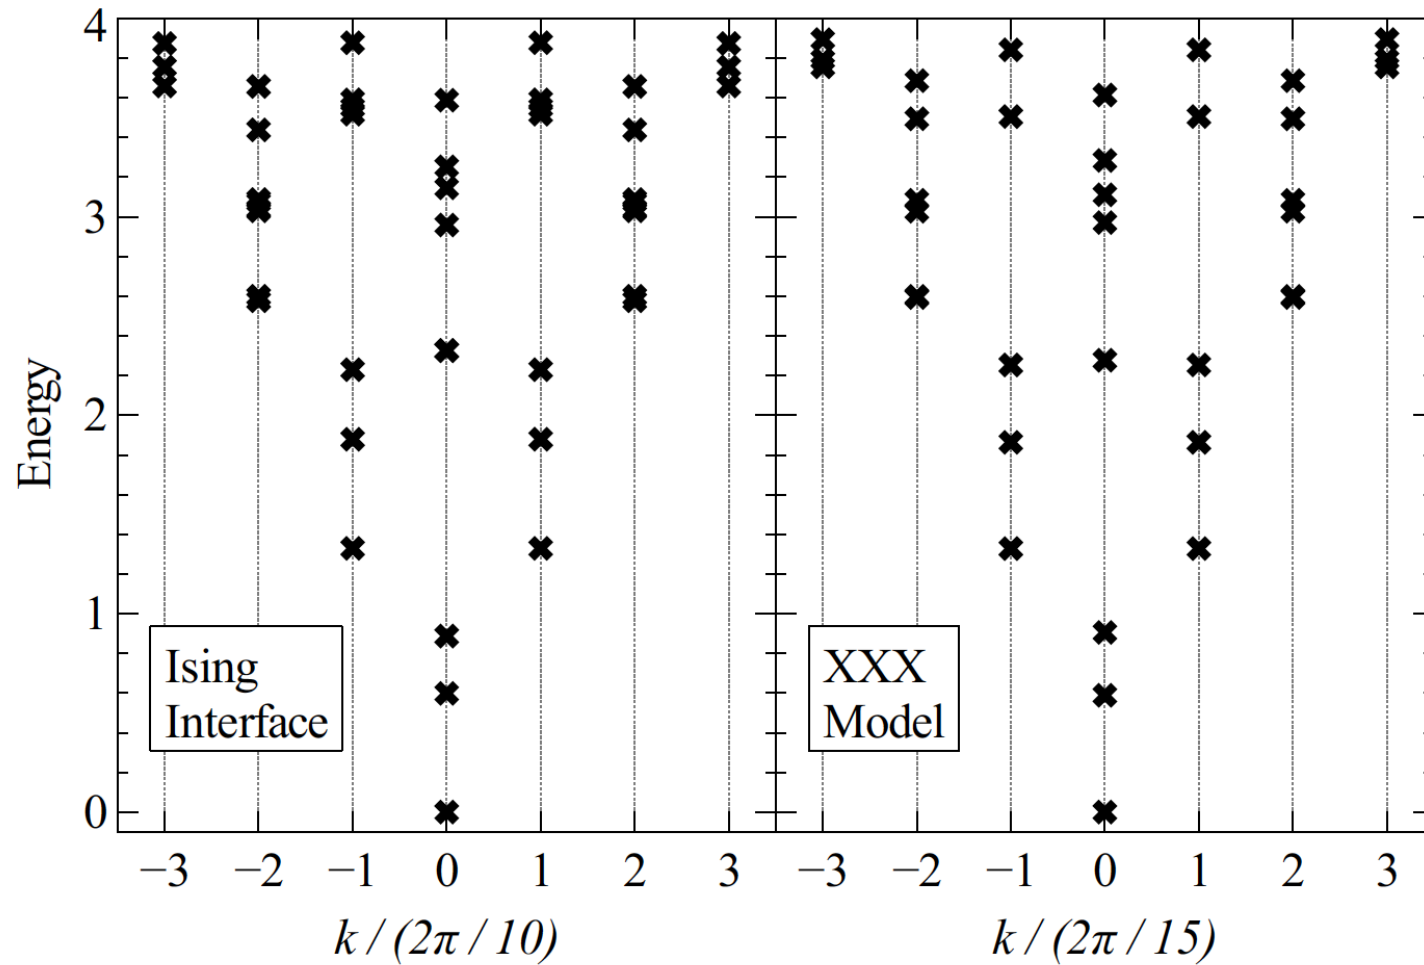 4
3
2
1
0
Energy
Ising
Interface
XXX
Model
−3 −2 −1 0 1 2 3 −3 −2 −1 0 1 2 3
k / (2π / 10) k / (2π / 15)